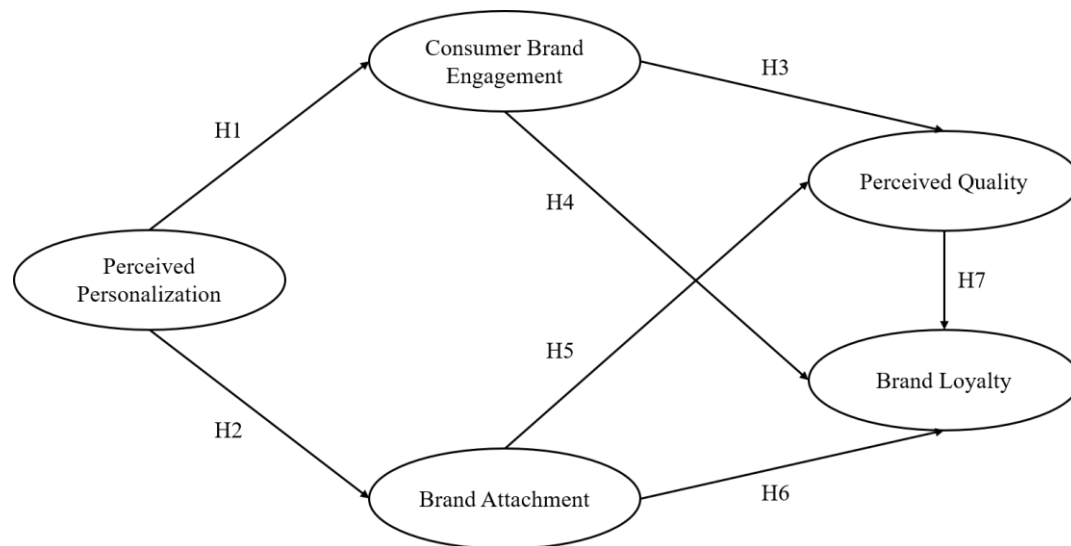 Consumer Brand
Engagement
H3
H1
Perceived Quality
H4
Perceived
Personalization
H7
H5
Brand Loyalty
H2
Brand Attachment
H6